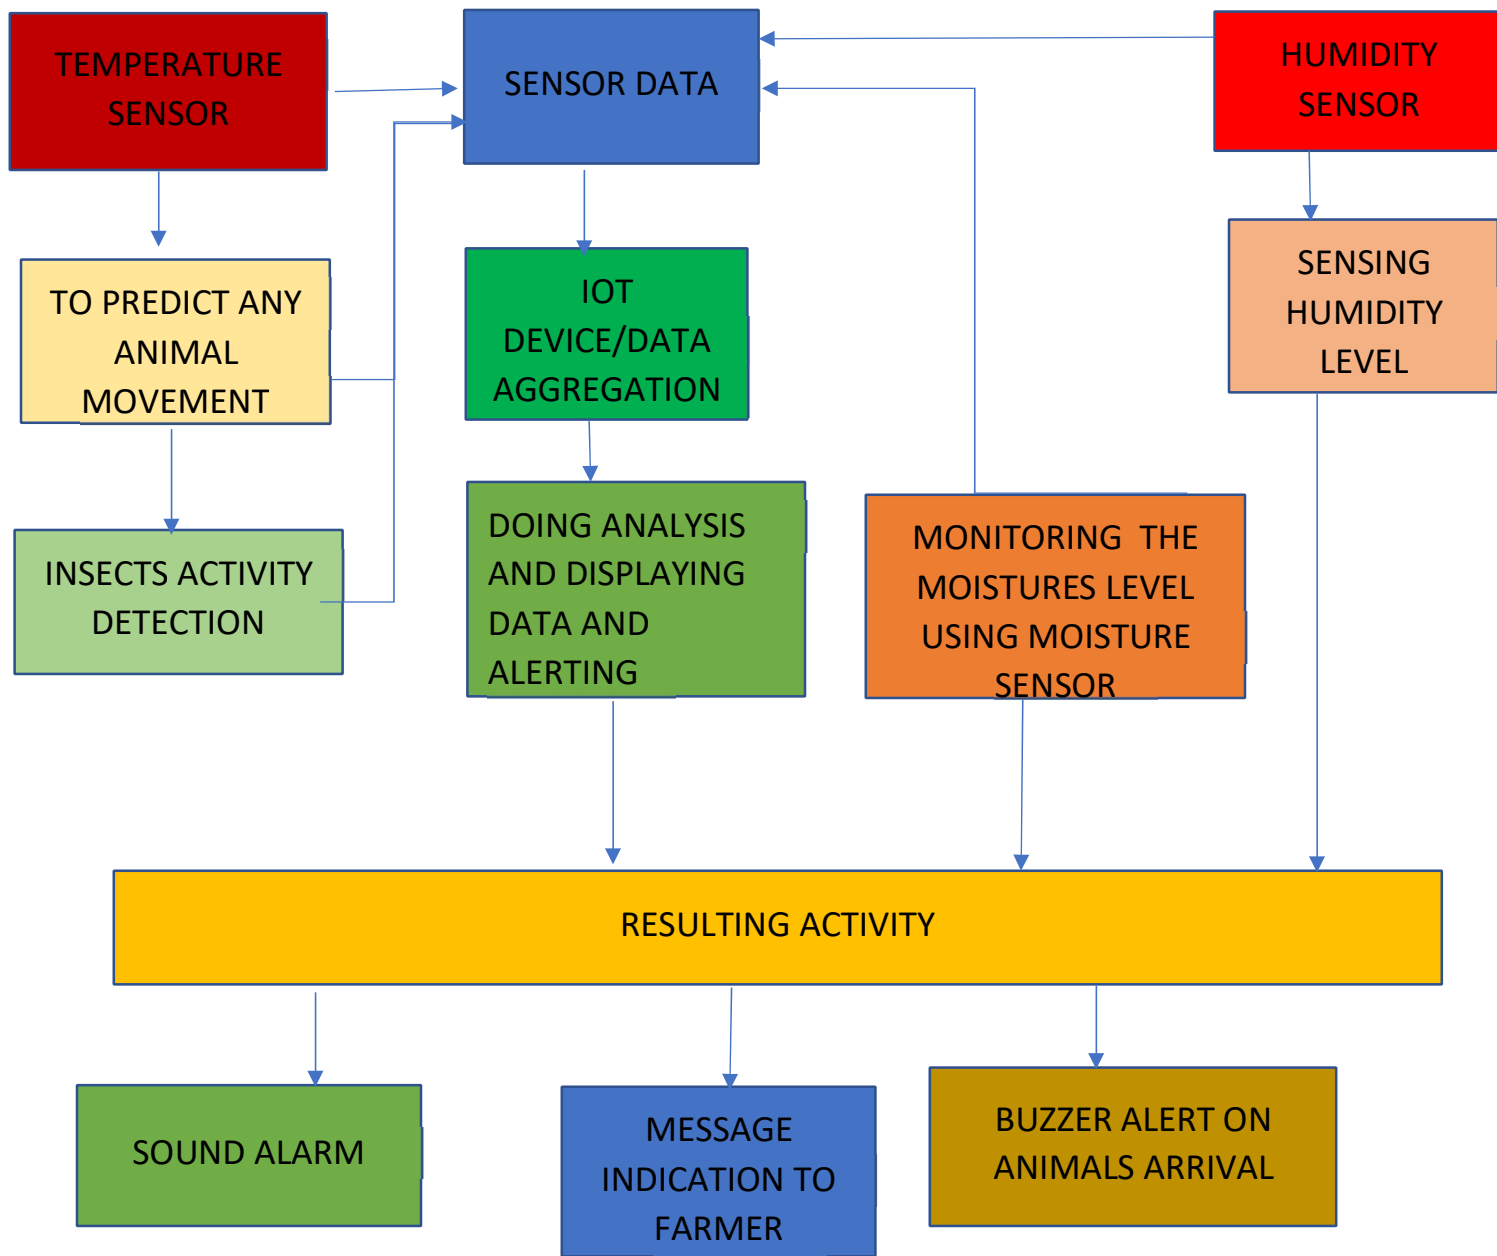 TEMPERATURE
SENSOR
SENSOR DATA
HUMIDITY
SENSOR
TO PREDICT ANY
ANIMAL
MOVEMENT
IOT
DEVICE/DATA
AGGREGATION
SENSING
HUMIDITY
LEVEL
INSECTS ACTIVITY
DETECTION
DOING ANALYSIS
AND DISPLAYING
DATA AND
ALERTING
MONITORING THE
MOISTURES LEVEL
USING MOISTURE
SENSOR
RESULTING ACTIVITY
SOUND ALARM
MESSAGE
INDICATION TO
FARMER
BUZZER ALERT ON
ANIMALS ARRIVAL